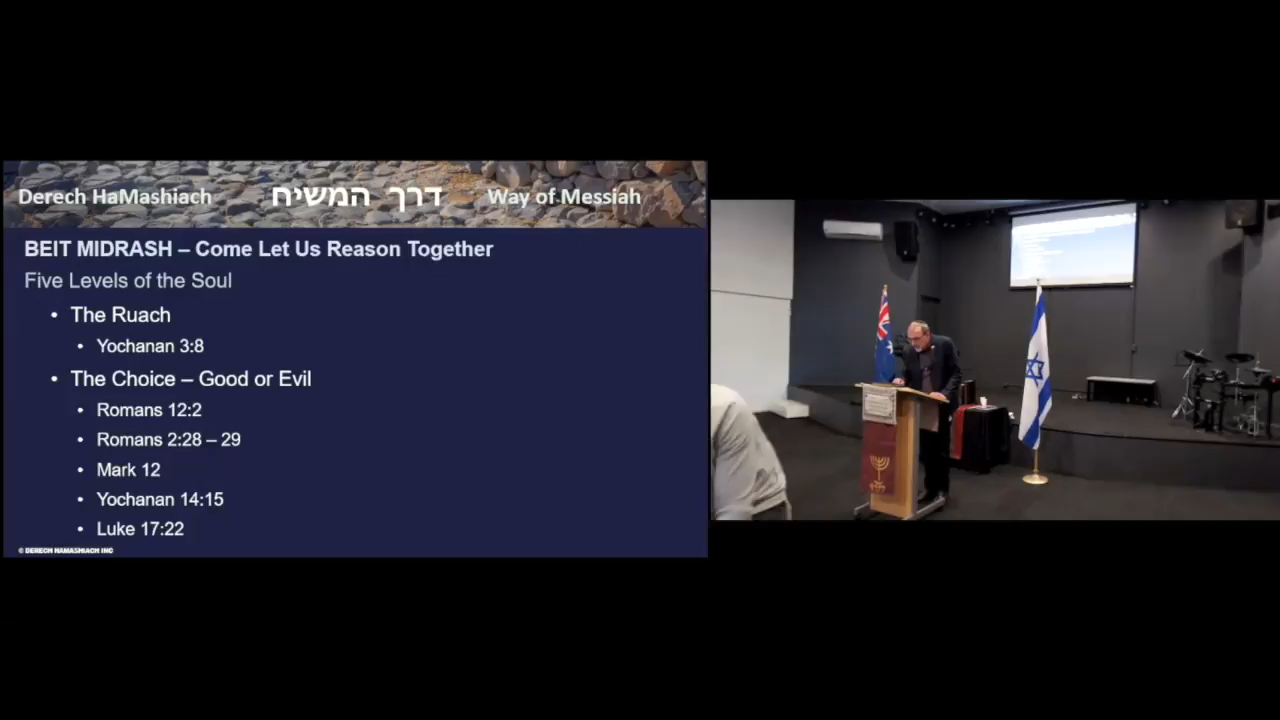 Derech HaMashiach דרך המשיח Way of Messiah
BEIT MIDRASH – Come Let Us Reason Together
Five Levels of the Soul
• The Ruach
• Yochanan 3:8
• The Choice – Good or Evil
• Romans 12:2
• Romans 2:28 – 29
• Mark 12
• Yochanan 14:15
• Luke 17:22
© DERECH HAMASHIACH INC